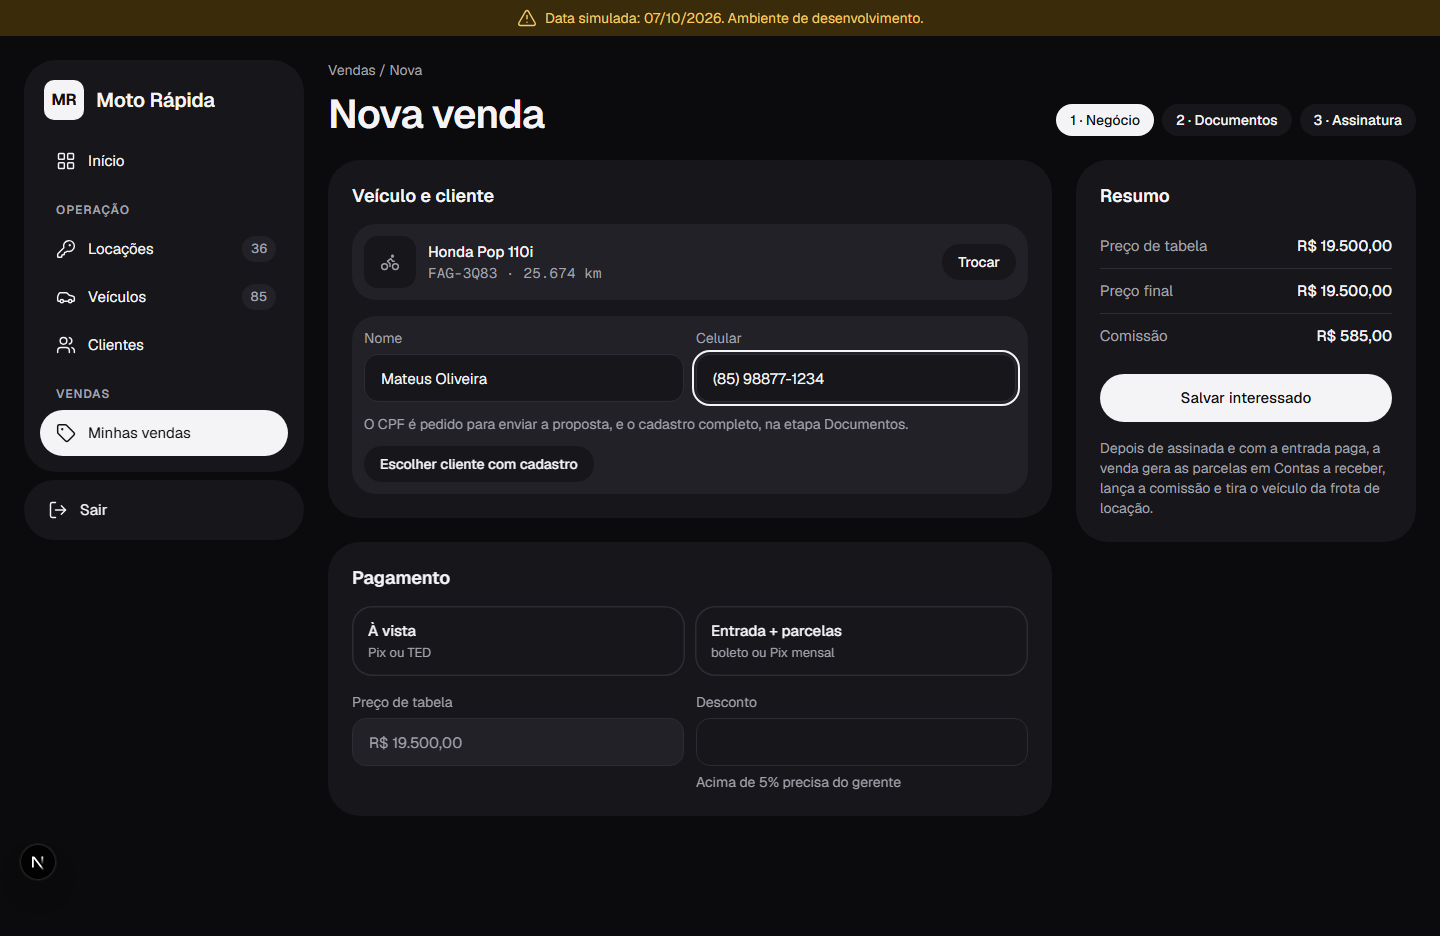 Data simulada: 07/10/2026. Ambiente de desenvolvimento.
MR
Moto Rápida
Início
OPERAÇÃO
Locações 36
Veículos 85
Clientes
VENDAS
Minhas vendas
Sair
Vendas / Nova
Nova venda
1 · Negócio
2 · Documentos
3 · Assinatura
Veículo e cliente
Honda Pop 110i
FAG-3Q83 · 25.674 km
Trocar
Nome
Mateus Oliveira
Celular
(85) 98877-1234
O CPF é pedido para enviar a proposta, e o cadastro completo, na etapa Documentos.
Escolher cliente com cadastro
Pagamento
À vista
Pix ou TED
Entrada + parcelas
boleto ou Pix mensal
Preço de tabela
R$ 19.500,00
Desconto
Acima de 5% precisa do gerente
Resumo
Preço de tabela R$ 19.500,00
Preço final R$ 19.500,00
Comissão R$ 585,00
Salvar interessado
Depois de assinada e com a entrada paga, a
venda gera as parcelas em Contas a receber,
lança a comissão e tira o veículo da frota de
locação.
N